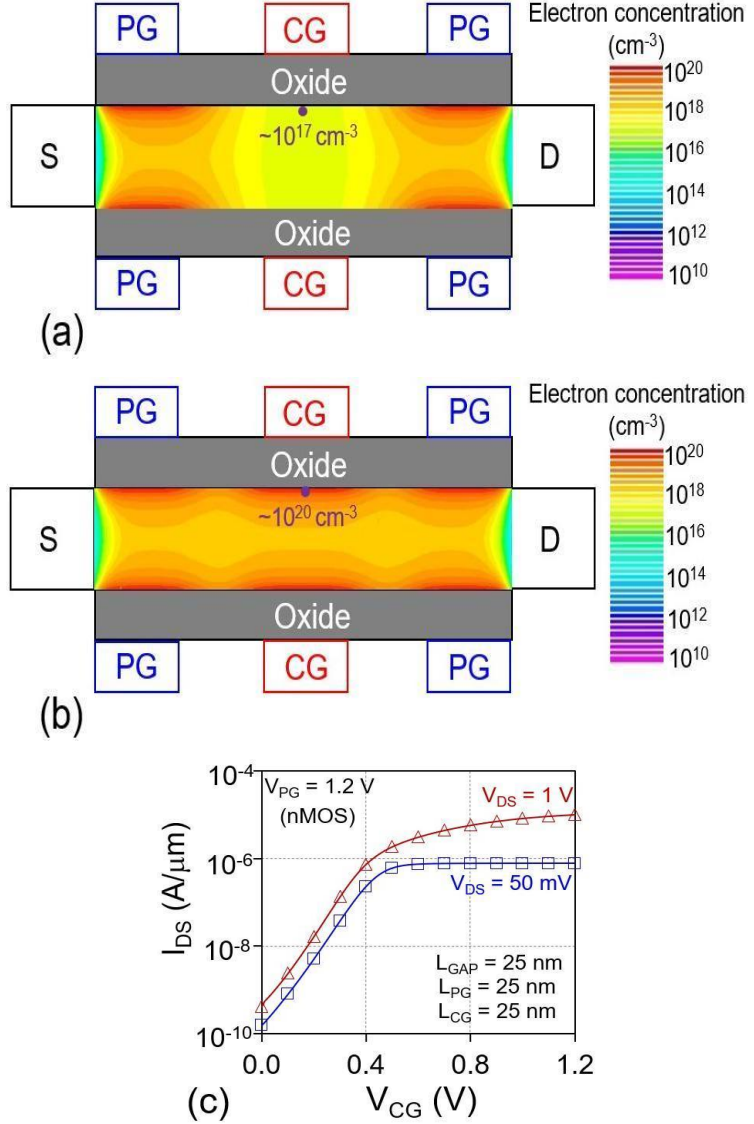 PG CG PG Electron concentration
(cm-3)
Oxide
1020
~1017 cm-3
1018
S D
1016
1014
Oxide
1012
PG CG PG
1010
(a)
PG CG PG Electron concentration
(cm-3)
Oxide
1020
~1020 cm-3
1018
S D
1016
1014
Oxide
1012
PG CG PG
1010
(b)
10-4
VPG = 1.2 V
VDS = 1 V
(nMOS)
10-6
VDS = 50 mV
IDS (A/μm)
10-8
LGAP = 25 nm
LPG = 25 nm
LCG = 25 nm
10-10
0.0 0.4 0.8 1.2
(c) VCG (V)